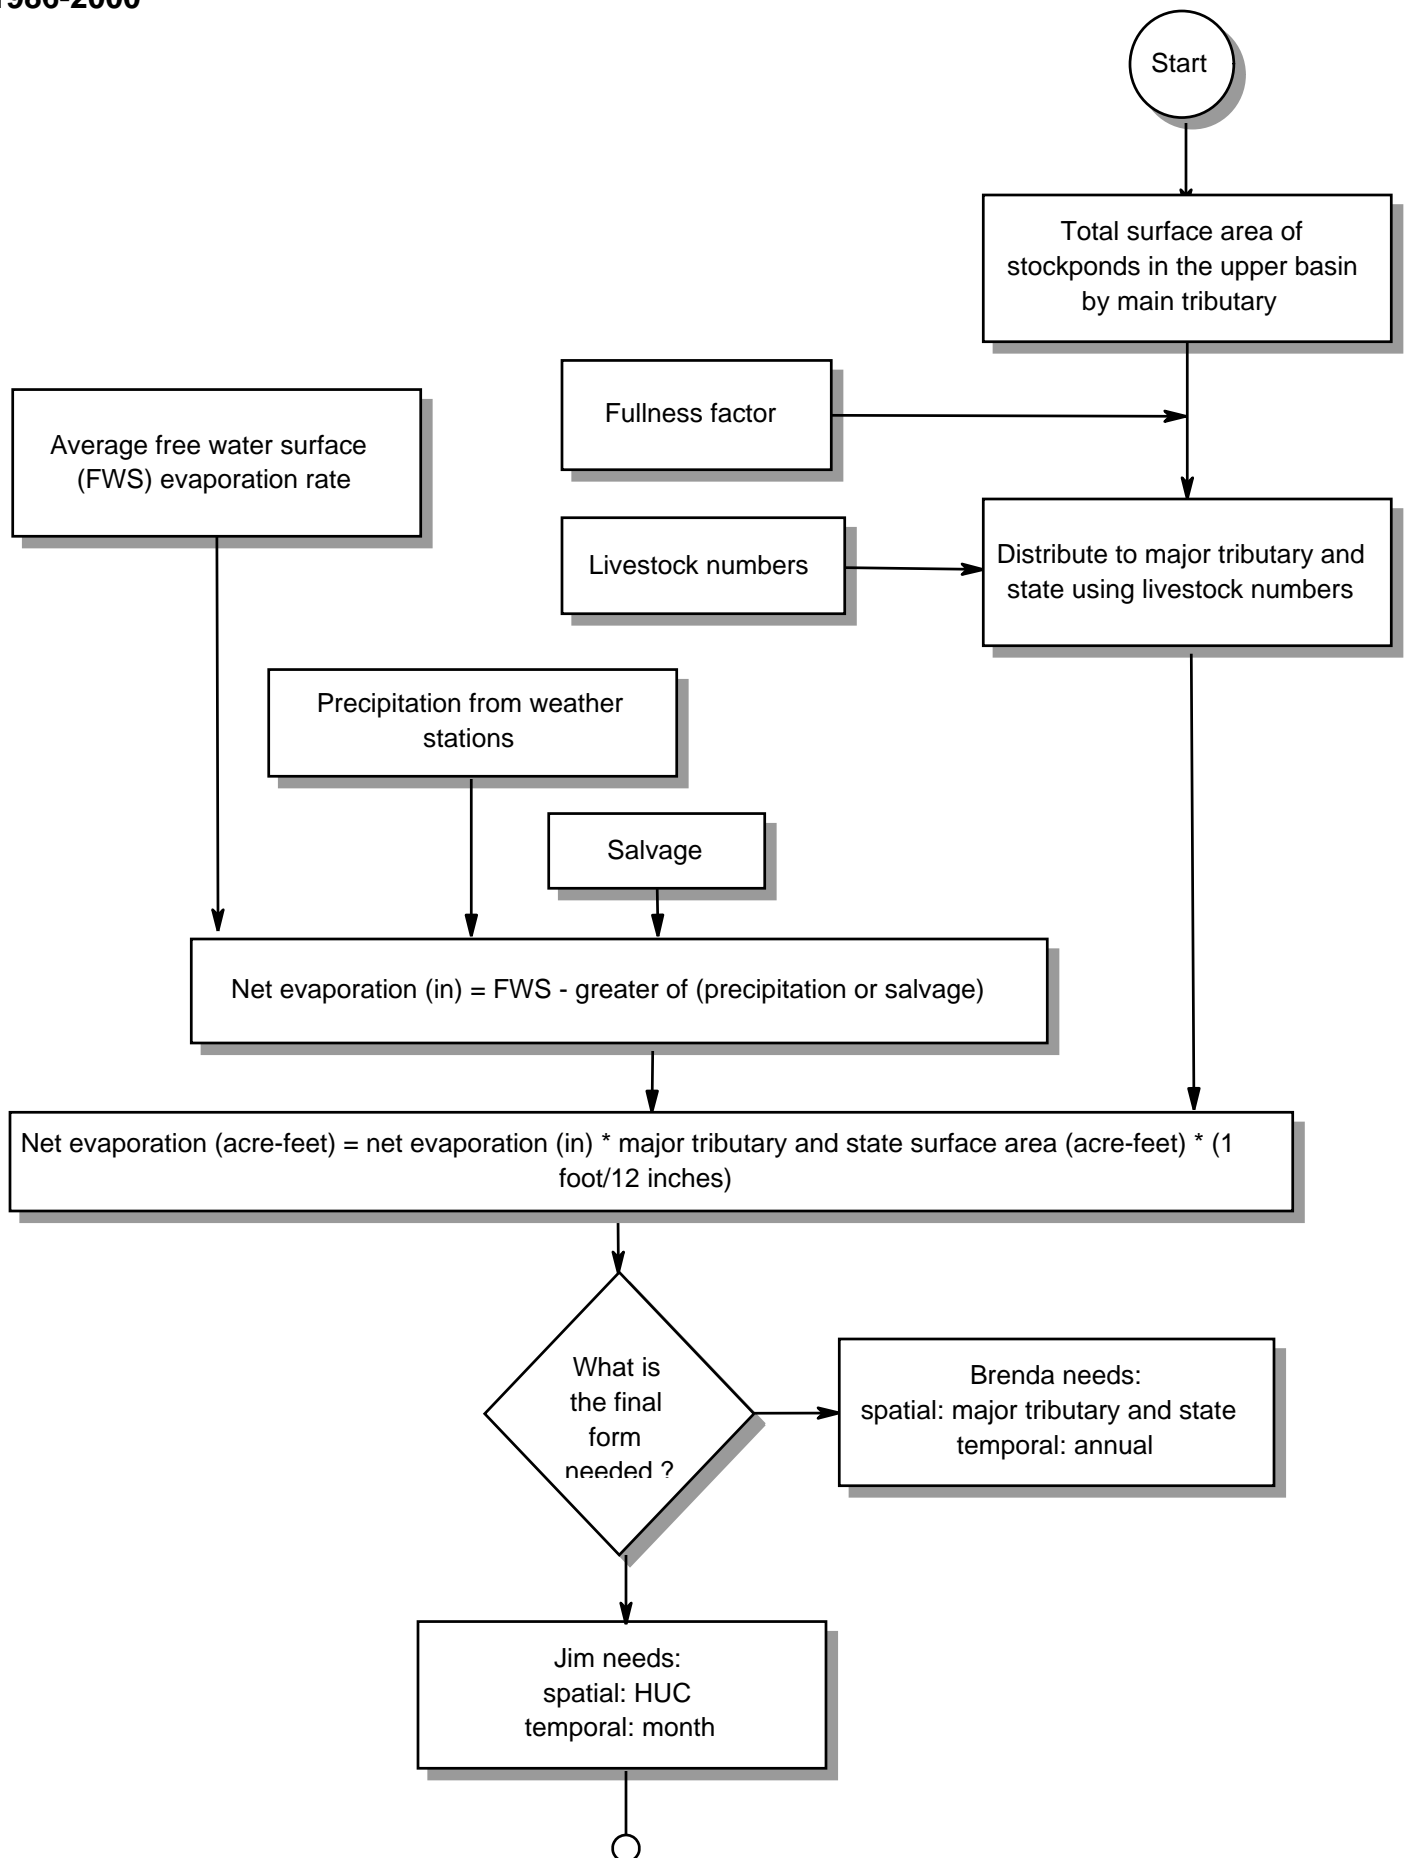 1986-2000
Start
Total surface area of
stockponds in the upper basin
by main tributary
Fullness factor
Average free water surface
(FWS) evaporation rate
Livestock numbers
Distribute to major tributary and
state using livestock numbers
Precipitation from weather
stations
Salvage
Net evaporation (in) = FWS - greater of (precipitation or salvage)
Net evaporation (acre-feet) = net evaporation (in) * major tributary and state surface area (acre-feet) * (1
foot/12 inches)
What is
the final
form
needed ?
Brenda needs:
spatial: major tributary and state
temporal: annual
Jim needs:
spatial: HUC
temporal: month